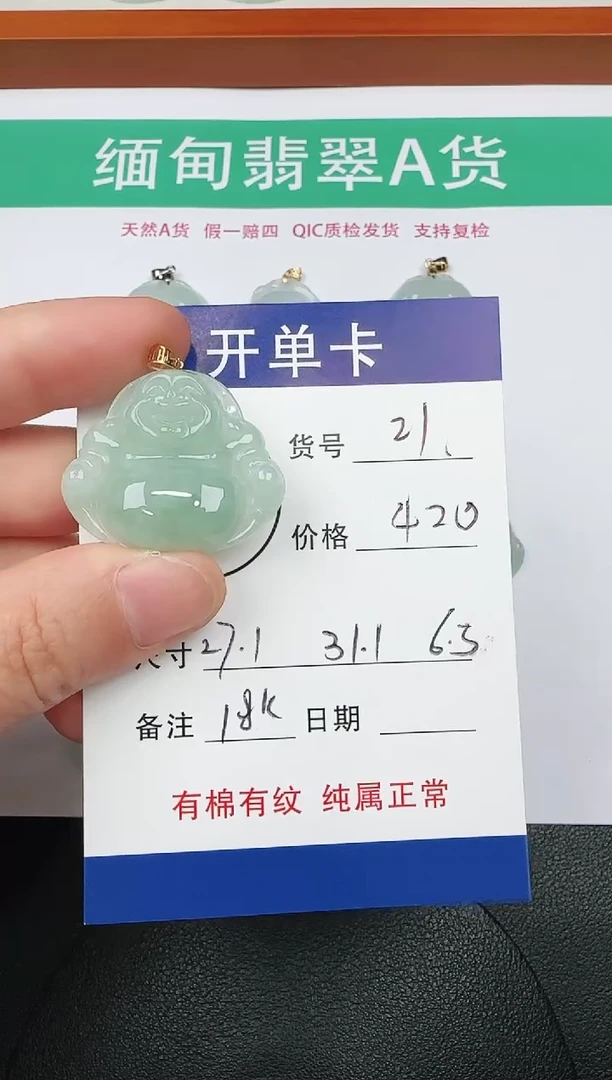 缅甸翡翠A货
天然A货 假一赔四 QIC质检发货 支持复检
开单卡
货号 21
价格 420
尺寸 27.1 31.1 6.5
备注 18K 日期
有棉有纹 纯属正常